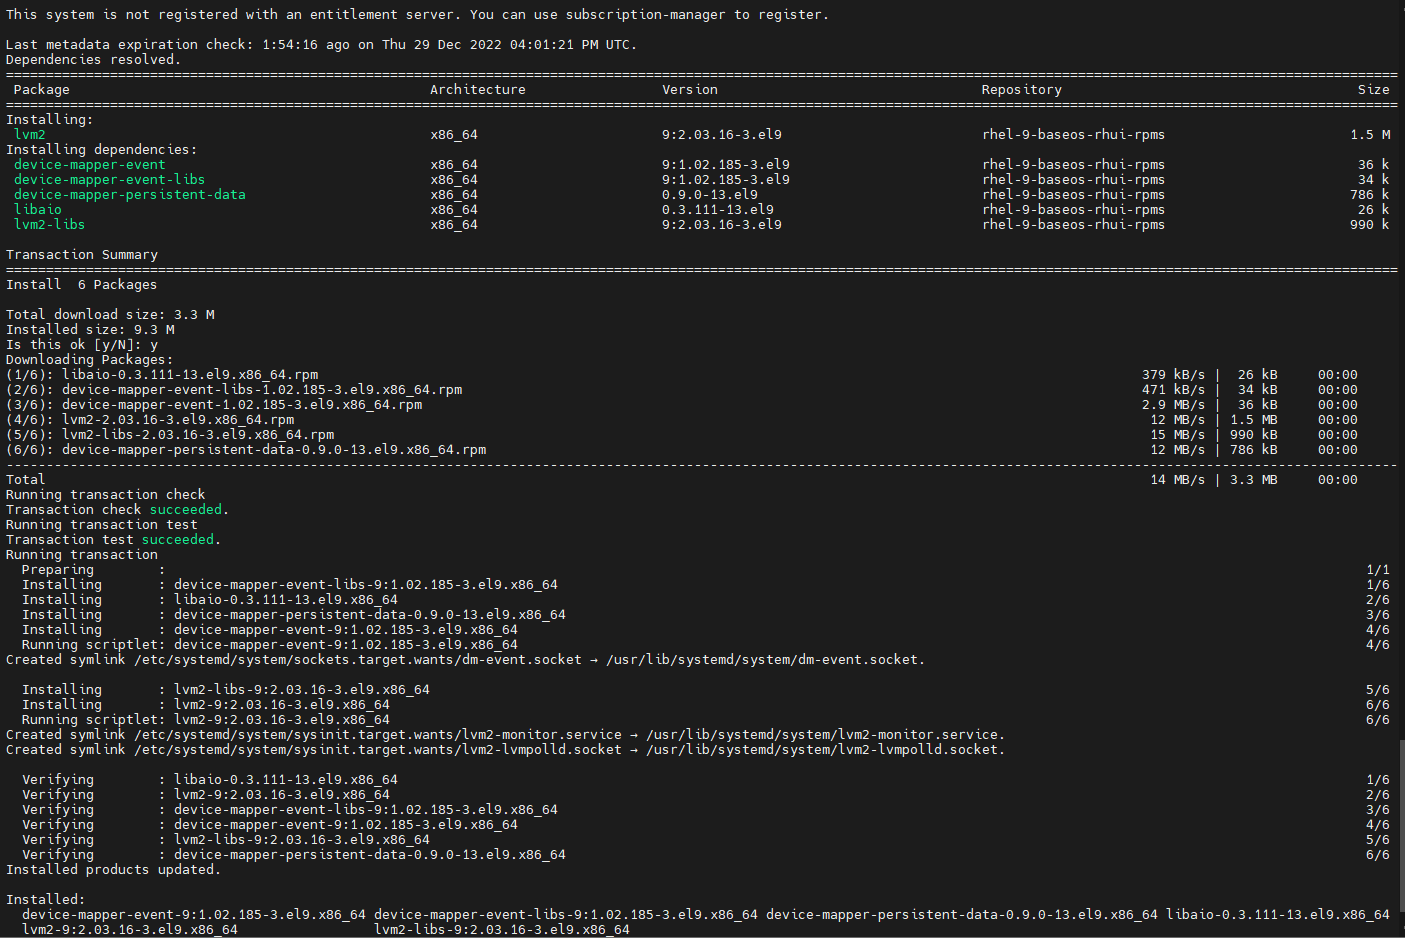 This system is not registered with an entitlement server. You can use subscription-manager to register.
Last metadata expiration check: 1:54:16 ago on Thu 29 Dec 2022 04:01:21 PM UTC.
Dependencies resolved.
Package Architecture Version Repository Size
Installing:
lvm2 x86_64 9:2.03.16-3.el9 rhel-9-baseos-rhui-rpms 1.5 M
Installing dependencies:
device-mapper-event x86_64 9:1.02.185-3.el9 rhel-9-baseos-rhui-rpms 36 k
device-mapper-event-libs x86_64 9:1.02.185-3.el9 rhel-9-baseos-rhui-rpms 34 k
device-mapper-persistent-data x86_64 0.9.0-13.el9 rhel-9-baseos-rhui-rpms 786 k
libaio x86_64 0.3.111-13.el9 rhel-9-baseos-rhui-rpms 26 k
lvm2-libs x86_64 9:2.03.16-3.el9 rhel-9-baseos-rhui-rpms 990 k
Transaction Summary
Install 6 Packages
Total download size: 3.3 M
Installed size: 9.3 M
Is this ok [y/N]: y
Downloading Packages:
(1/6): libaio-0.3.111-13.el9.x86_64.rpm 379 kB/s | 26 kB 00:00
(2/6): device-mapper-event-libs-1.02.185-3.el9.x86_64.rpm 471 kB/s | 34 kB 00:00
(3/6): device-mapper-event-1.02.185-3.el9.x86_64.rpm 2.9 MB/s | 36 kB 00:00
(4/6): lvm2-2.03.16-3.el9.x86_64.rpm 12 MB/s | 1.5 MB 00:00
(5/6): lvm2-libs-2.03.16-3.el9.x86_64.rpm 15 MB/s | 990 kB 00:00
(6/6): device-mapper-persistent-data-0.9.0-13.el9.x86_64.rpm 12 MB/s | 786 kB 00:00
Total 14 MB/s | 3.3 MB 00:00
Running transaction check
Transaction check succeeded.
Running transaction test
Transaction test succeeded.
Running transaction
Preparing : 1/1
Installing : device-mapper-event-libs-9:1.02.185-3.el9.x86_64 1/6
Installing : libaio-0.3.111-13.el9.x86_64 2/6
Installing : device-mapper-persistent-data-0.9.0-13.el9.x86_64 3/6
Installing : device-mapper-event-9:1.02.185-3.el9.x86_64 4/6
Running scriptlet: device-mapper-event-9:1.02.185-3.el9.x86_64 4/6
Created symlink /etc/systemd/system/sockets.target.wants/dm-event.socket → /usr/lib/systemd/system/dm-event.socket.
Installing : lvm2-libs-9:2.03.16-3.el9.x86_64 5/6
Installing : lvm2-9:2.03.16-3.el9.x86_64 6/6
Running scriptlet: lvm2-9:2.03.16-3.el9.x86_64 6/6
Created symlink /etc/systemd/system/sysinit.target.wants/lvm2-monitor.service → /usr/lib/systemd/system/lvm2-monitor.service.
Created symlink /etc/systemd/system/sysinit.target.wants/lvm2-lvmpolld.socket → /usr/lib/systemd/system/lvm2-lvmpolld.socket.
Verifying : libaio-0.3.111-13.el9.x86_64 1/6
Verifying : lvm2-9:2.03.16-3.el9.x86_64 2/6
Verifying : device-mapper-event-libs-9:1.02.185-3.el9.x86_64 3/6
Verifying : device-mapper-event-9:1.02.185-3.el9.x86_64 4/6
Verifying : lvm2-libs-9:2.03.16-3.el9.x86_64 5/6
Verifying : device-mapper-persistent-data-0.9.0-13.el9.x86_64 6/6
Installed products updated.
Installed:
device-mapper-event-9:1.02.185-3.el9.x86_64 device-mapper-event-libs-9:1.02.185-3.el9.x86_64 device-mapper-persistent-data-0.9.0-13.el9.x86_64 libaio-0.3.111-13.el9.x86_64
lvm2-9:2.03.16-3.el9.x86_64 lvm2-libs-9:2.03.16-3.el9.x86_64